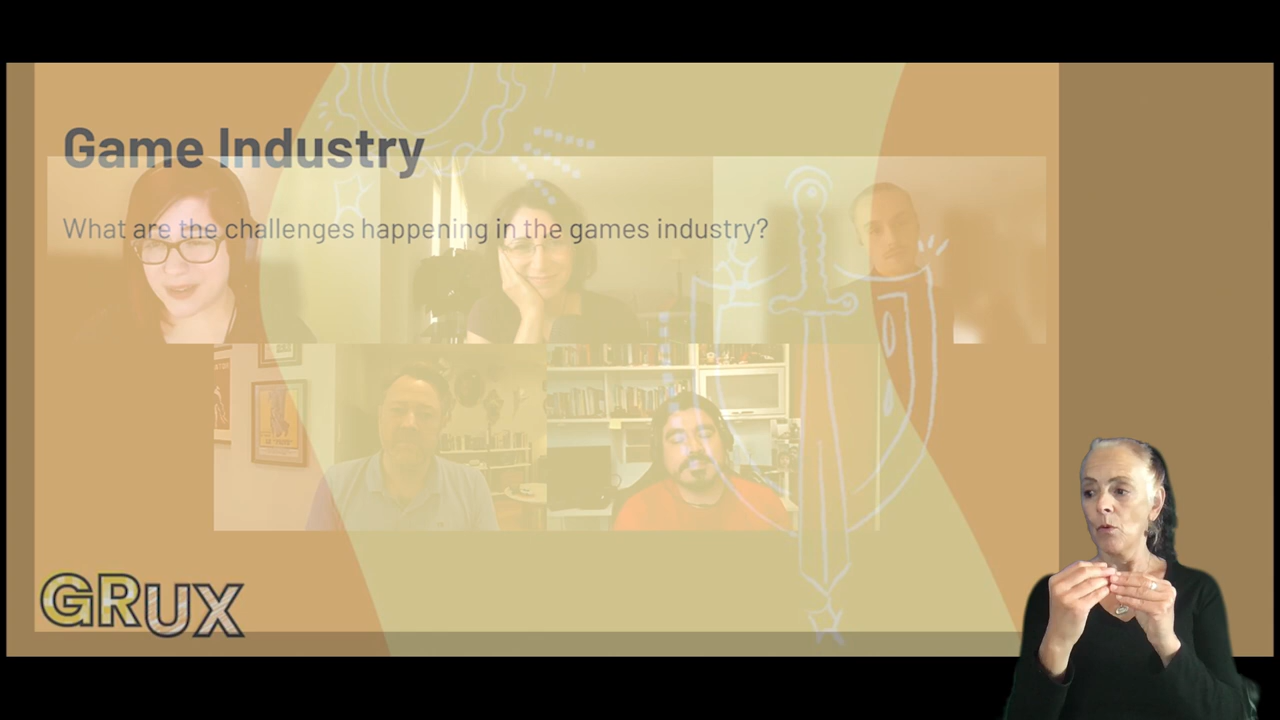 Game Industry
What are the challenges happening in the games industry?
GRUX